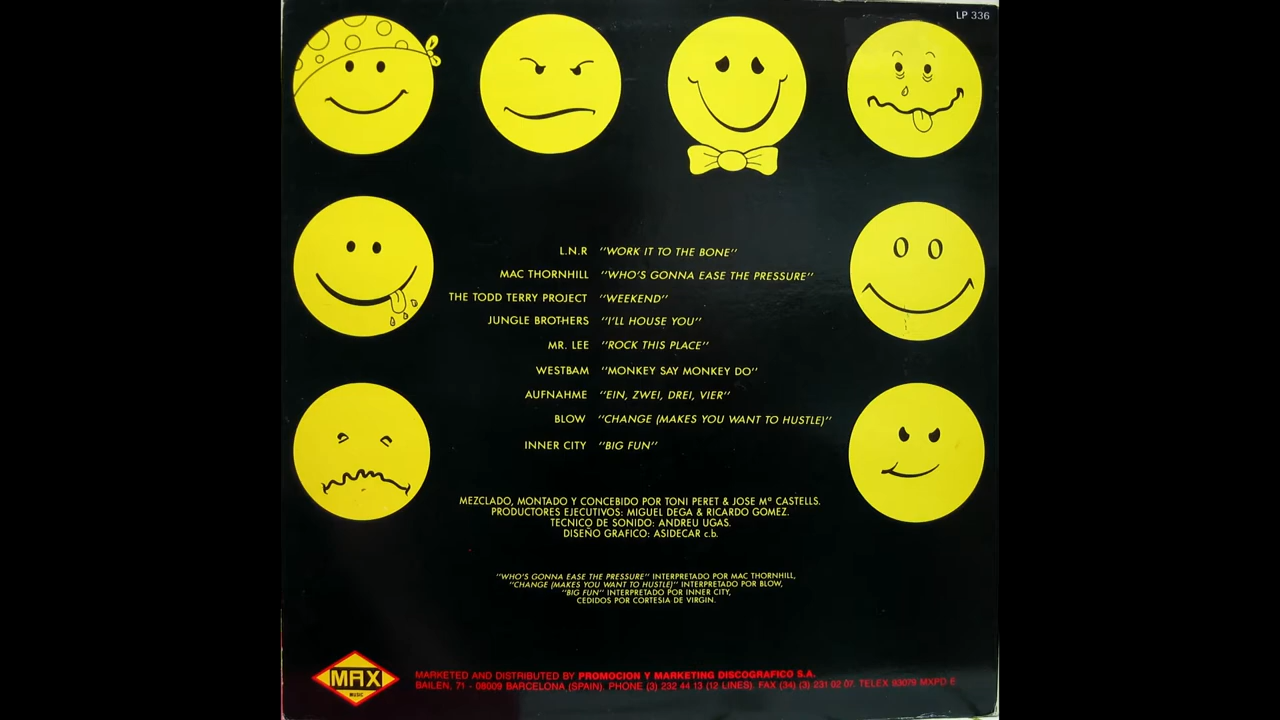 LP 336
L.N.R ''WORK IT TO THE BONE''
MAC THORNHILL ''WHO'S GONNA EASE THE PRESSURE''
THE TODD TERRY PROJECT ''WEEKEND''
JUNGLE BROTHERS ''I'LL HOUSE YOU''
MR. LEE ''ROCK THIS PLACE''
WESTBAM ''MONKEY SAY MONKEY DO''
AUFNAHME ''EIN, ZWEI, DREI, VIER''
BLOW ''CHANGE (MAKES YOU WANT TO HUSTLE)''
INNER CITY ''BIG FUN''
MEZCLADO, MONTADO Y CONCEBIDO POR TONI PERET & JOSE Mª CASTELLS.
PRODUCTORES EJECUTIVOS: MIGUEL DEGA & RICARDO GOMEZ.
TECNICO DE SONIDO: ANDREU UGAS.
DISEÑO GRAFICO: ASIDECAR c.b.
''WHO'S GONNA EASE THE PRESSURE'' INTERPRETADO POR MAC THORNHILL,
''CHANGE (MAKES YOU WANT TO HUSTLE)'' INTERPRETADO POR BLOW,
''BIG FUN'' INTERPRETADO POR INNER CITY,
CEDIDOS POR CORTESIA DE VIRGIN.
MAX
MUSIC
MARKETED AND DISTRIBUTED BY PROMOCION Y MARKETING DISCOGRAFICO S.A.
BAILEN, 71 - 08009 BARCELONA (SPAIN). PHONE (3) 232 44 13 (12 LINES). FAX (34) (3) 231 02 07. TELEX 93079 MXPD E